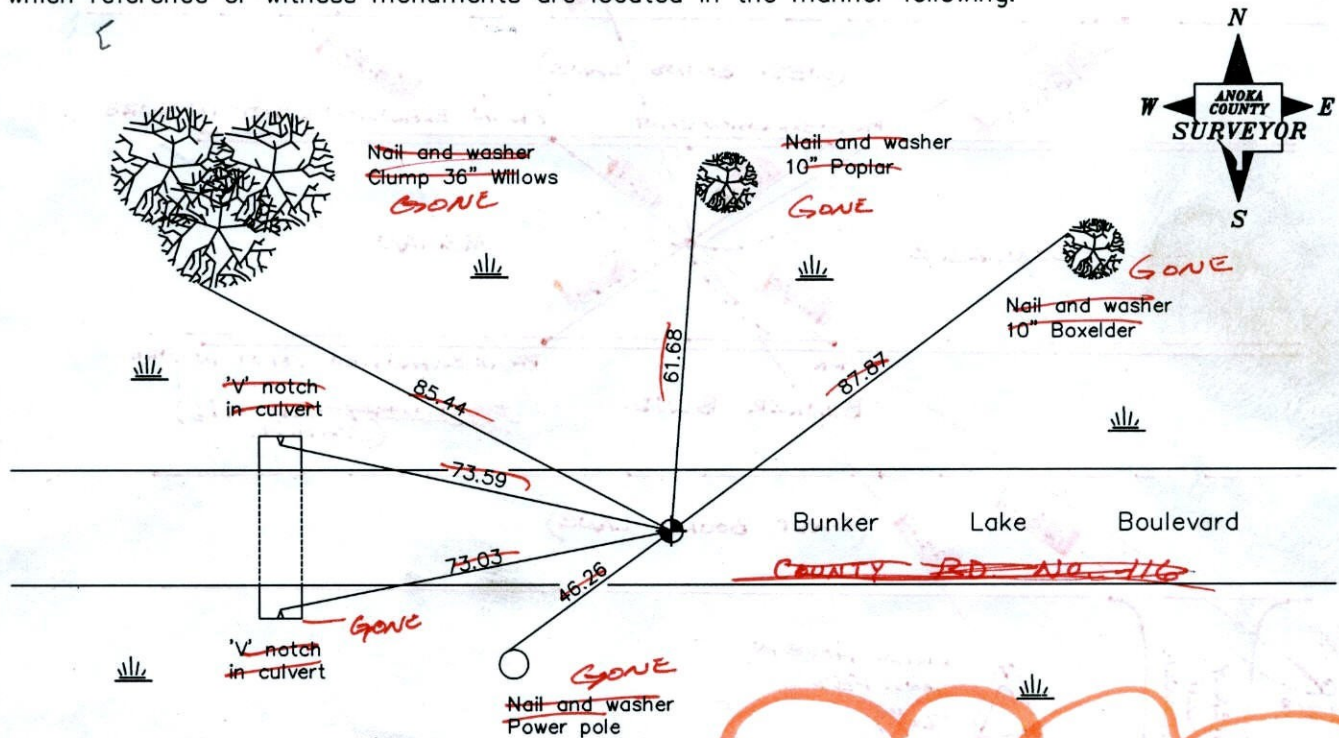 which reference or witness monuments are located in the manner following:
N
W
ANOKA
COUNTY
SURVEYOR
E
S
Nail and washer
Clump 36" Willows
GONE
Nail and washer
10" Poplar
GONE
GONE
Nail and washer
10" Boxelder
61.68
87.87
85.44
'V' notch
in culvert
73.59
Bunker Lake Boulevard
COUNTY RD. NO. 116
73.03
46.26
GONE
'V' notch
in culvert
GONE
Nail and washer
Power pole